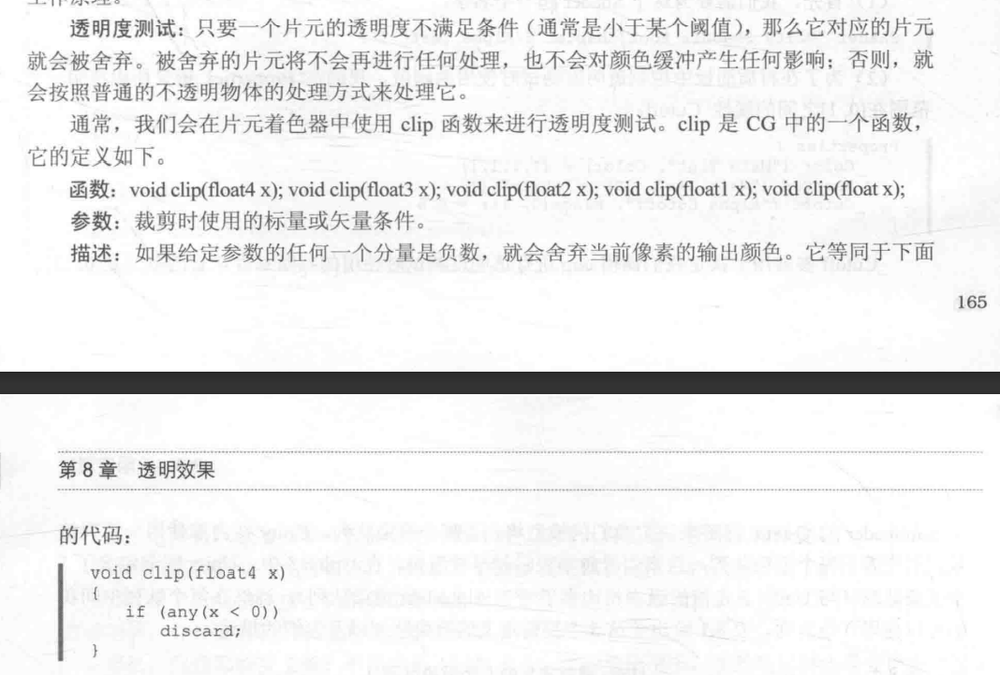 透明度测试：只要一个片元的透明度不满足条件（通常是小于某个阈值），那么它对应的片元
就会被舍弃。被舍弃的片元将不会再进行任何处理，也不会对颜色缓冲产生任何影响；否则，就
会按照普通的不透明物体的处理方式来处理它。
通常，我们会在片元着色器中使用 clip 函数来进行透明度测试。clip 是 CG 中的一个函数，
它的定义如下。
函数：void clip(float4 x); void clip(float3 x); void clip(float2 x); void clip(float1 x); void clip(float x);
参数：裁剪时使用的标量或矢量条件。
描述：如果给定参数的任何一个分量是负数，就会舍弃当前像素的输出颜色。它等同于下面
165
第 8 章 透明效果
的代码：
void clip(float4 x)
{
if (any(x < 0))
discard;
}